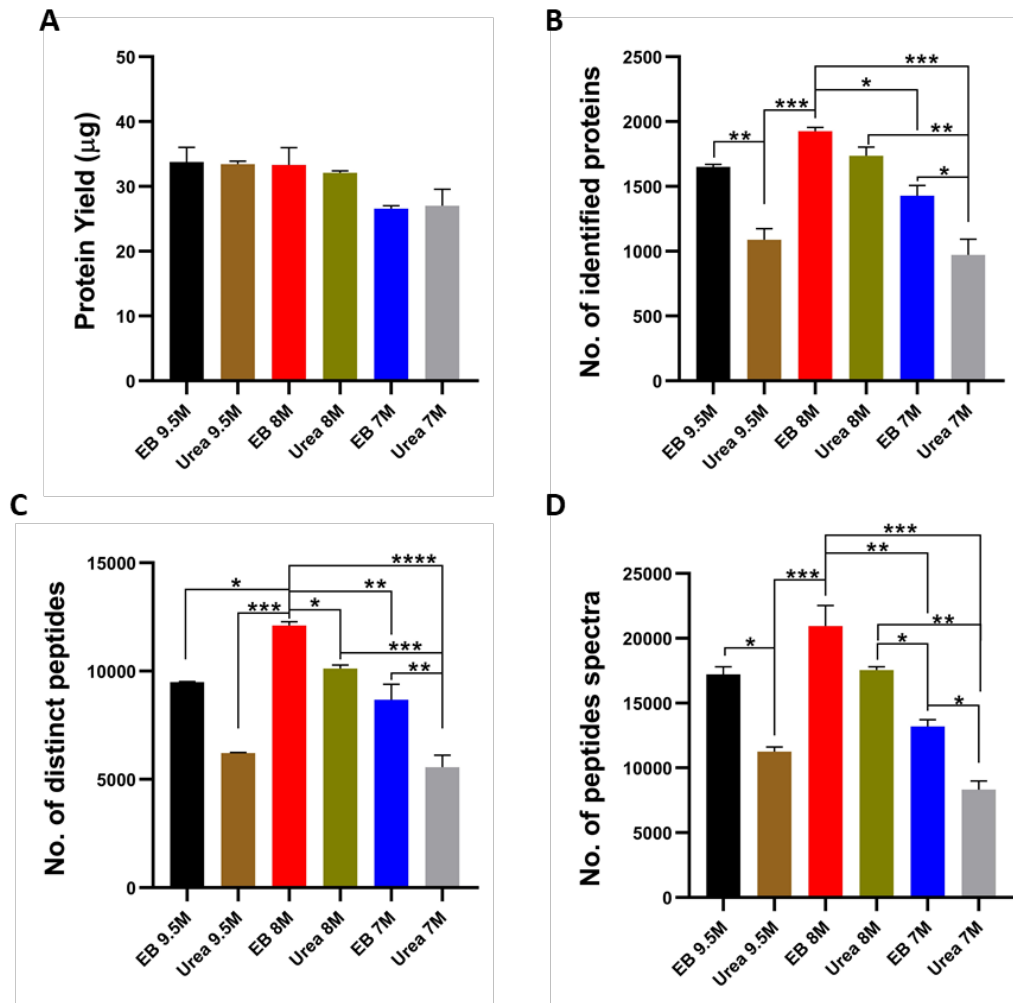 A
Protein Yield (µg)
50
40
30
20
10
0
EB 9.5M
Urea 9.5M
EB 8M
Urea 8M
EB 7M
Urea 7M
B
No. of identified proteins
2500
2000
1500
1000
500
0
***
*
***
**
**
*
EB 9.5M
Urea 9.5M
EB 8M
Urea 8M
EB 7M
Urea 7M
C
No. of distinct peptides
15000
10000
5000
0
****
*
**
***
*
***
**
EB 9.5M
Urea 9.5M
EB 8M
Urea 8M
EB 7M
Urea 7M
D
No. of peptides spectra
25000
20000
15000
10000
5000
0
***
**
***
**
*
*
*
EB 9.5M
Urea 9.5M
EB 8M
Urea 8M
EB 7M
Urea 7M